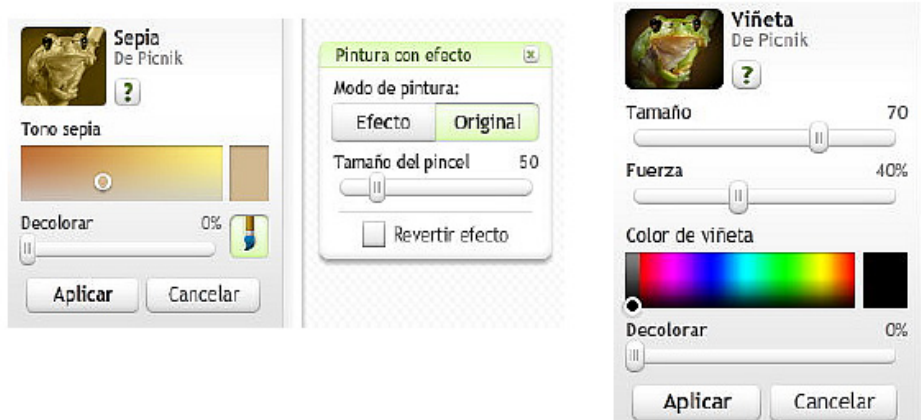 Sepia
De Picnik
?
Tono sepia
Decolorar 0%
Aplicar Cancelar
Pintura con efecto
Modo de pintura:
Efecto Original
Tamaño del pincel 50
Revertir efecto
Viñeta
De Picnik
?
Tamaño 70
Fuerza 40%
Color de viñeta
Decolorar 0%
Aplicar Cancelar